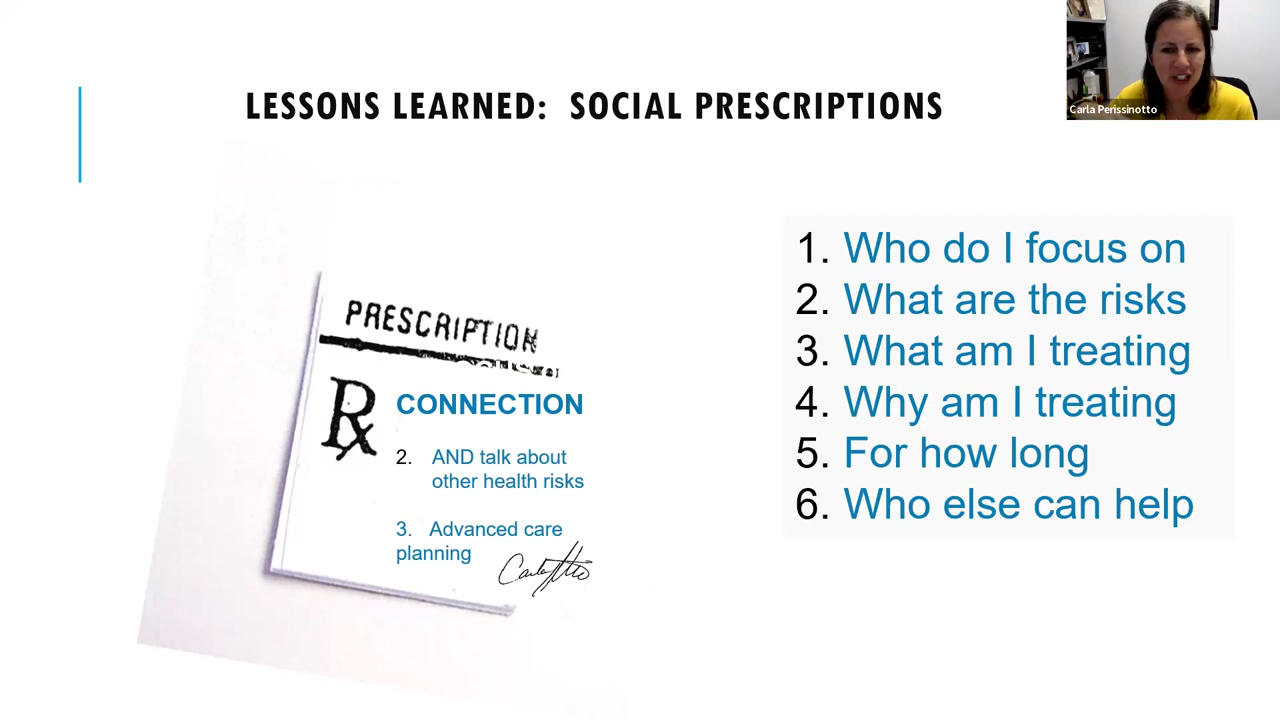 LESSONS LEARNED: SOCIAL PRESCRIPTIONS
Carla Perissinotto
PRESCRIPTION
Rx
CONNECTION
2. AND talk about
other health risks
3. Advanced care
planning
1. Who do I focus on
2. What are the risks
3. What am I treating
4. Why am I treating
5. For how long
6. Who else can help